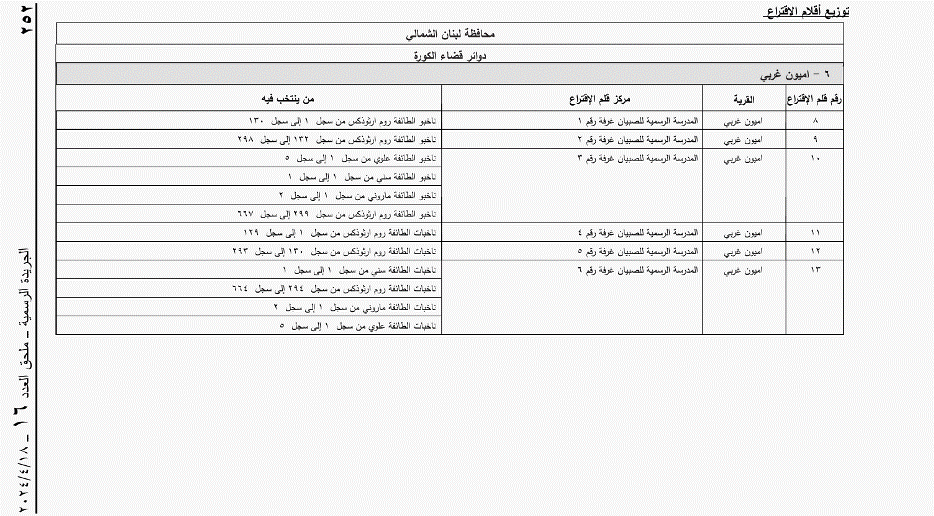 توزيع أقلام الاقتراع
محافظة لبنان الشمالي
دوائر قضاء الكورة
٦ - اميون غربي
رقم قلم الإقتراع القرية مركز قلم الإقتراع من ينتخب فيه
٨ اميون غربي المدرسة الرسمية للصبيان غرفة رقم ١ ناخبو الطائفة روم ارثوذكس من سجل ١ إلى سجل ١٣٠
٩ اميون غربي المدرسة الرسمية للصبيان غرفة رقم ٢ ناخبو الطائفة روم ارثوذكس من سجل ١٣٢ إلى سجل ٢٩٨
١٠ اميون غربي المدرسة الرسمية للصبيان غرفة رقم ٣ ناخبو الطائفة علوي من سجل ١ إلى سجل ٥
ناخبو الطائفة سني من سجل ١ إلى سجل ١
ناخبو الطائفة ماروني من سجل ١ إلى سجل ٢
ناخبو الطائفة روم ارثوذكس من سجل ٢٩٩ إلى سجل ٦٦٧
١١ اميون غربي المدرسة الرسمية للصبيان غرفة رقم ٤ ناخبات الطائفة روم ارثوذكس من سجل ١ إلى سجل ١٢٩
١٢ اميون غربي المدرسة الرسمية للصبيان غرفة رقم ٥ ناخبات الطائفة روم ارثوذكس من سجل ١٣٠ إلى سجل ٢٩٣
١٣ اميون غربي المدرسة الرسمية للصبيان غرفة رقم ٦ ناخبات الطائفة سني من سجل ١ إلى سجل ١
ناخبات الطائفة روم ارثوذكس من سجل ٢٩٤ إلى سجل ٦٦٤
ناخبات الطائفة ماروني من سجل ١ إلى سجل ٢
ناخبات الطائفة علوي من سجل ١ إلى سجل ٥
٢٥٢
الجريدة الرسمية – ملحق العدد ١٦ – ٢٠٢٤/٤/١٨